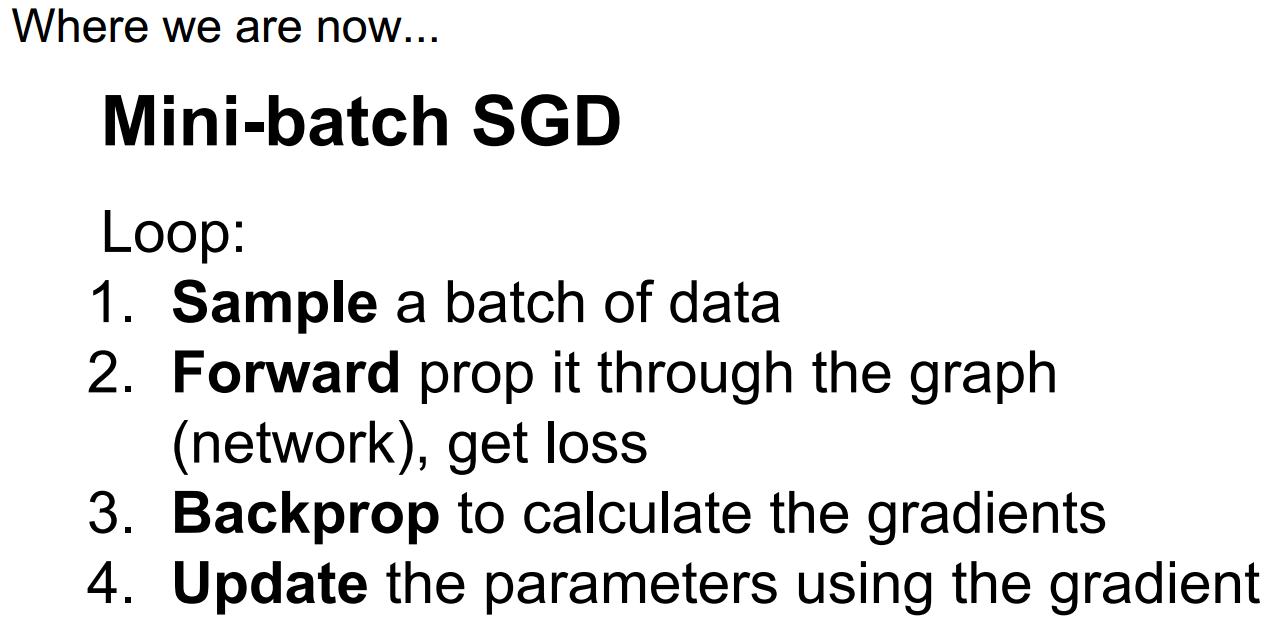 Where we are now...
Mini-batch SGD
Loop:
1. Sample a batch of data
2. Forward prop it through the graph
(network), get loss
3. Backprop to calculate the gradients
4. Update the parameters using the gradient